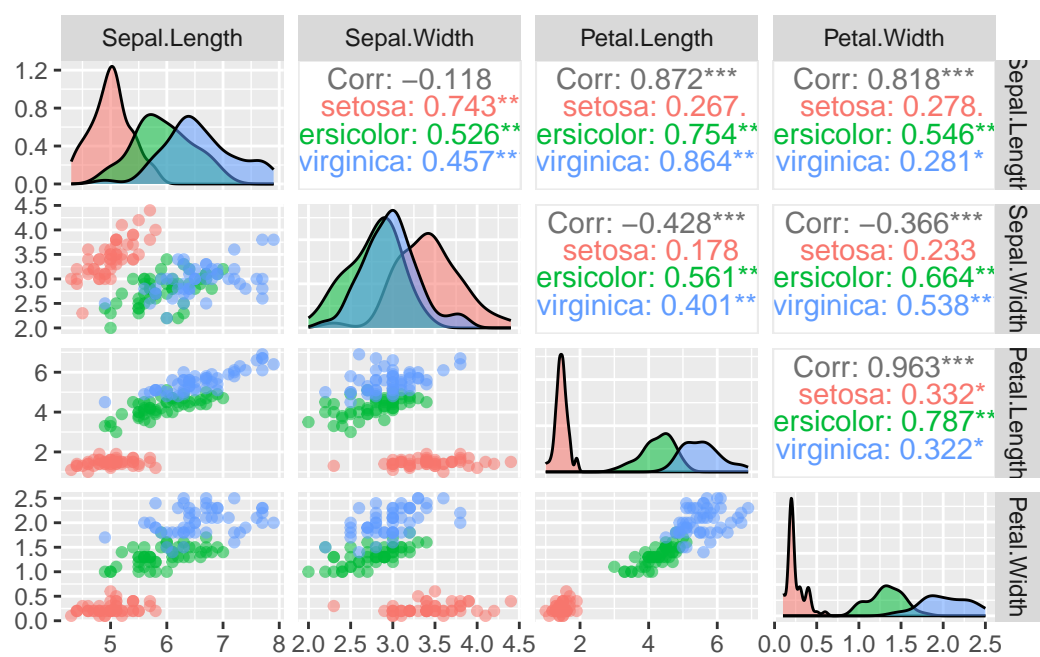 Sepal.Length Sepal.Width Petal.Length Petal.Width
1.2
0.8
0.4
0.0
Corr: −0.118
setosa: 0.743**
ersicolor: 0.526**
virginica: 0.457**
Corr: 0.872***
setosa: 0.267.
ersicolor: 0.754**
virginica: 0.864**
Corr: 0.818***
setosa: 0.278.
ersicolor: 0.546**
virginica: 0.281*
Sepal.Length
4.5
4.0
3.5
3.0
2.5
2.0
Corr: −0.428***
setosa: 0.178
ersicolor: 0.561**
virginica: 0.401**
Corr: −0.366***
setosa: 0.233
ersicolor: 0.664**
virginica: 0.538**
Sepal.Width
6
4
2
Corr: 0.963***
setosa: 0.332*
ersicolor: 0.787**
virginica: 0.322*
Petal.Length
2.5
2.0
1.5
1.0
0.5
0.0
Petal.Width
5 6 7 8 2.0 2.5 3.0 3.5 4.0 4.5 2 4 6 0.0 0.5 1.0 1.5 2.0 2.5